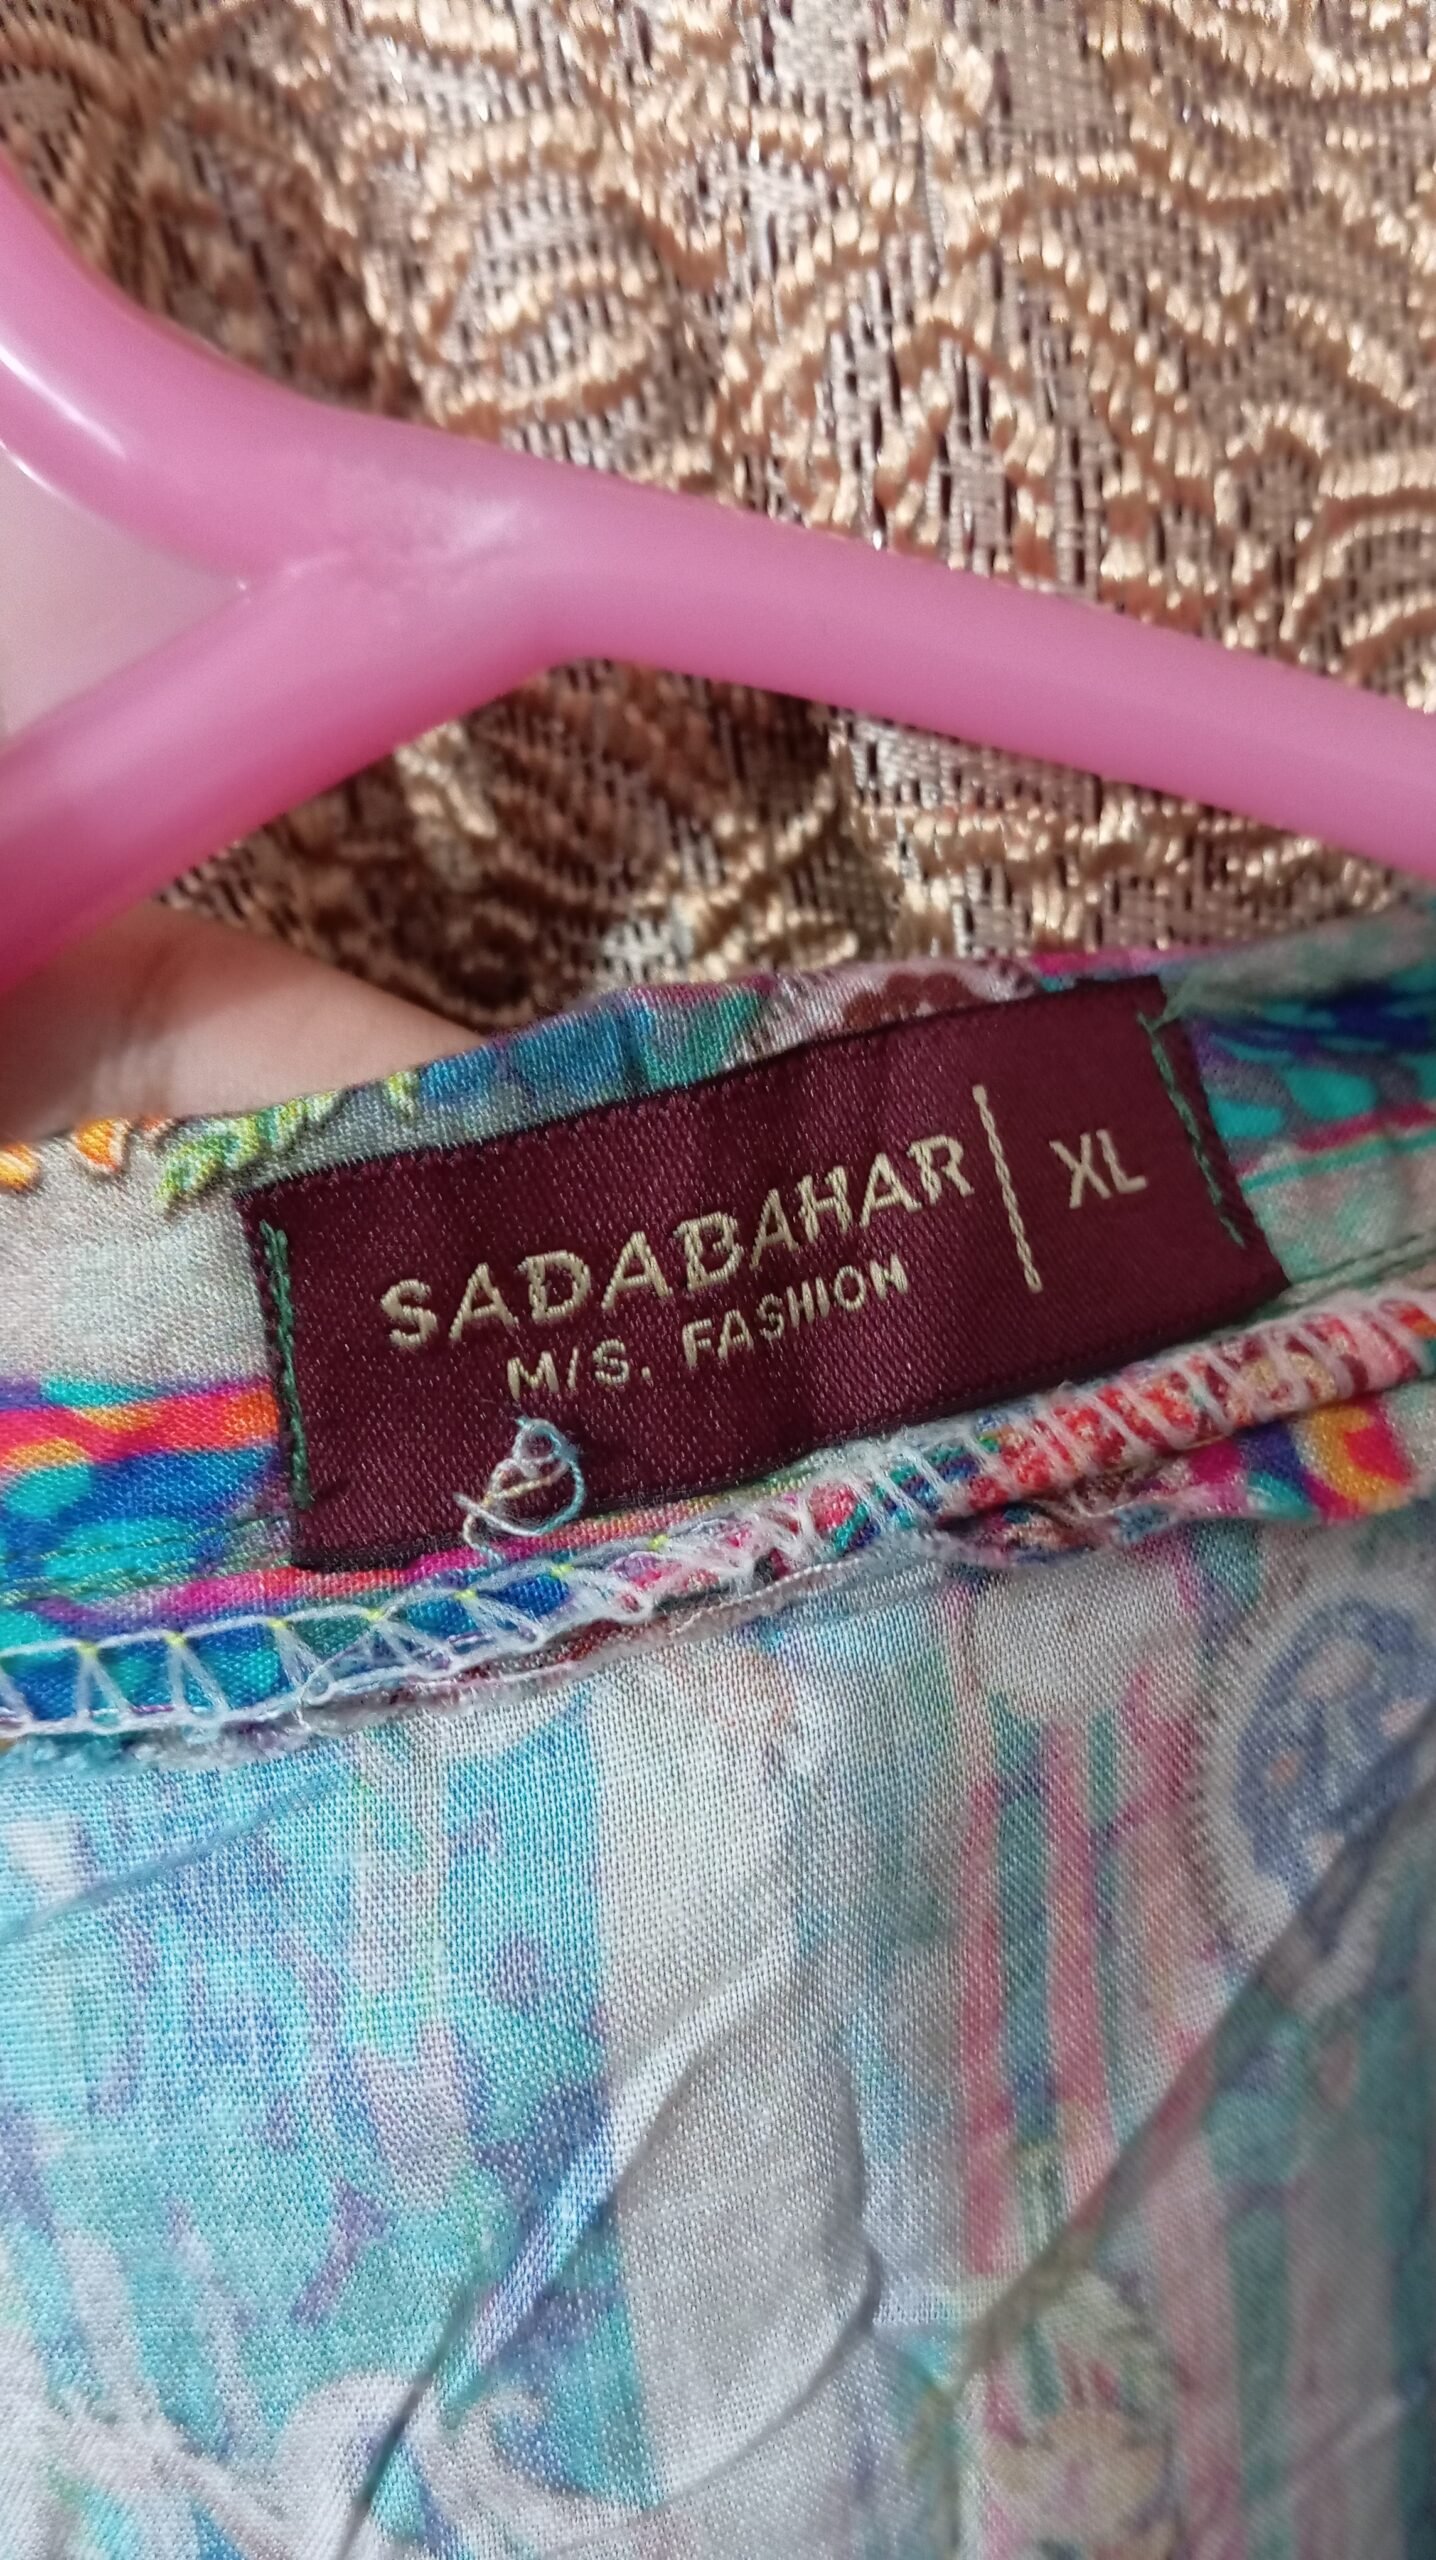 SADABAHAR | XL
M/S. FASHION